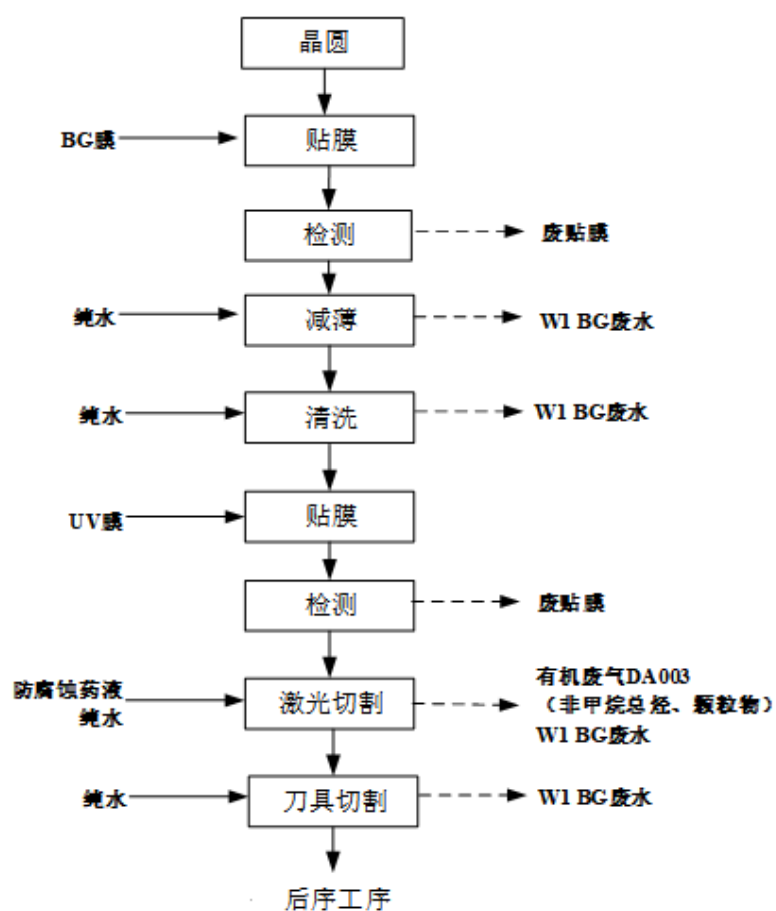 晶圆
BG膜
贴膜
检测
废贴膜
纯水
减薄
W1 BG废水
纯水
清洗
W1 BG废水
UV膜
贴膜
检测
废贴膜
防腐蚀药液
纯水
激光切割
有机废气DA003
（非甲烷总烃、颗粒物）
W1 BG废水
纯水
刀具切割
W1 BG废水
后序工序